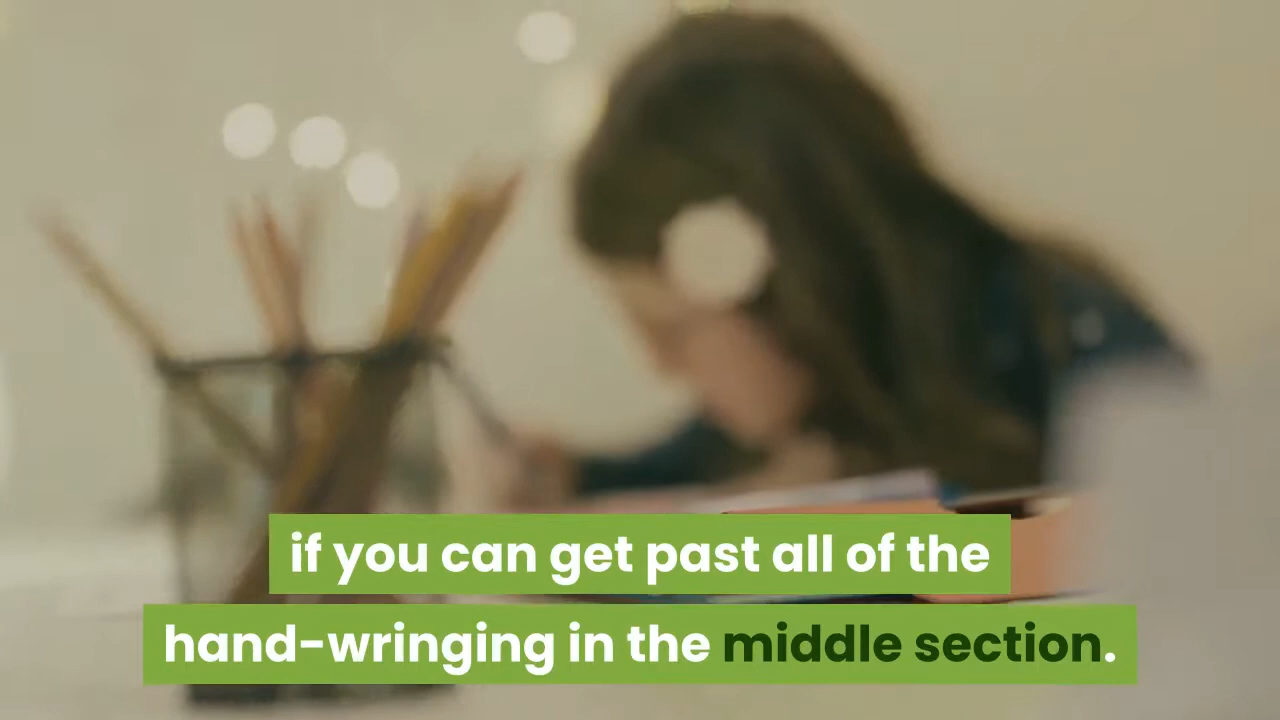 if you can get past all of the
hand-wringing in the middle section.